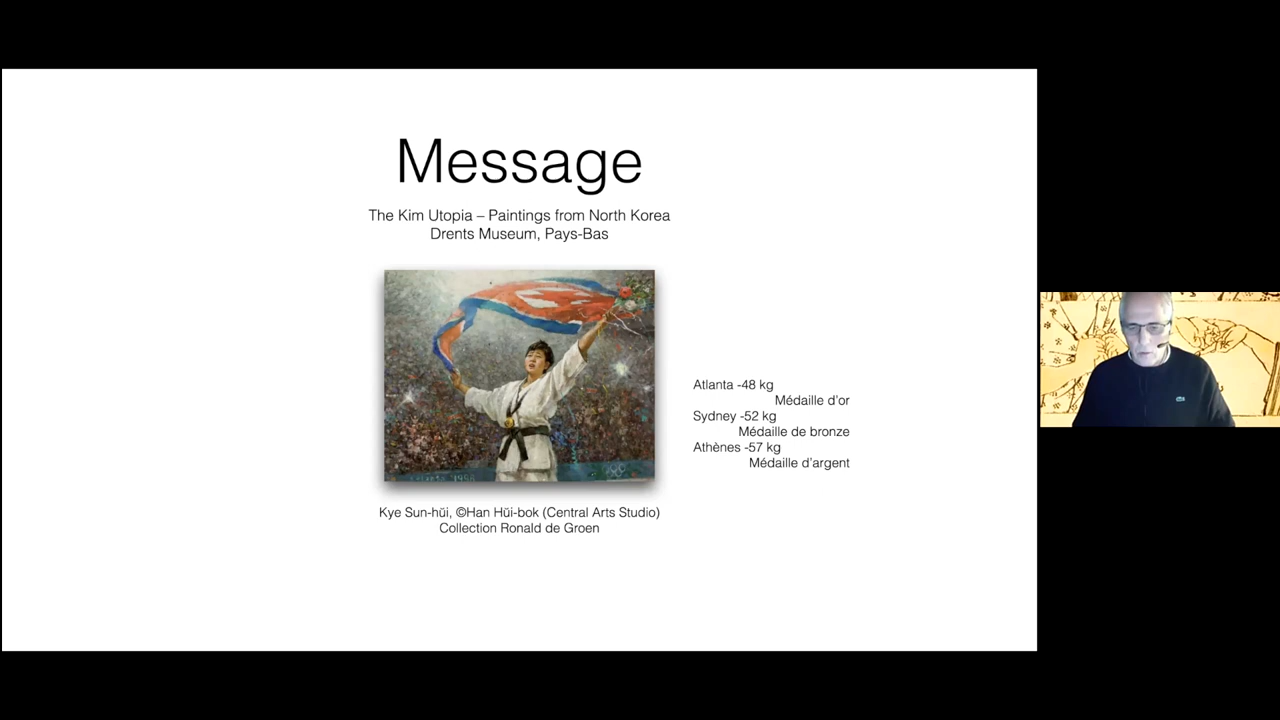 Message
The Kim Utopia – Paintings from North Korea
Drents Museum, Pays-Bas
Atlanta -48 kg
Médaille d'or
Sydney -52 kg
Médaille de bronze
Athènes -57 kg
Médaille d'argent
Kye Sun-hŭi, ©Han Hŭi-bok (Central Arts Studio)
Collection Ronald de Groen